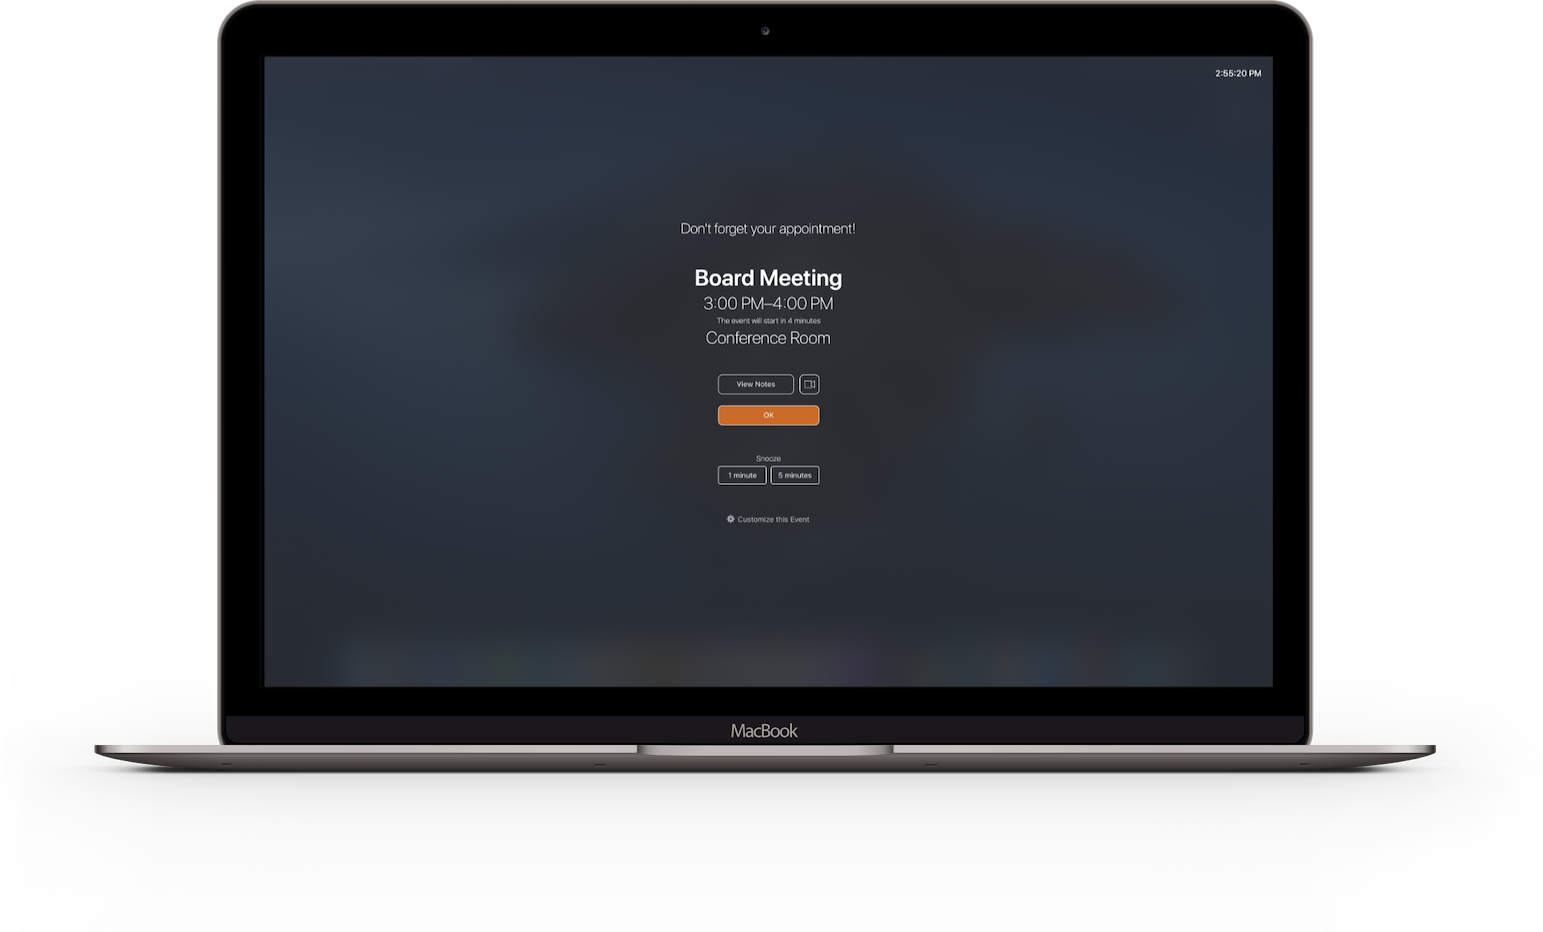 2:55:20 PM
Don't forget your appointment!
Board Meeting
3:00 PM–4:00 PM
The event will start in 4 minutes
Conference Room
View Notes
OK
Snooze
1 minute 5 minutes
Customize this Event
MacBook